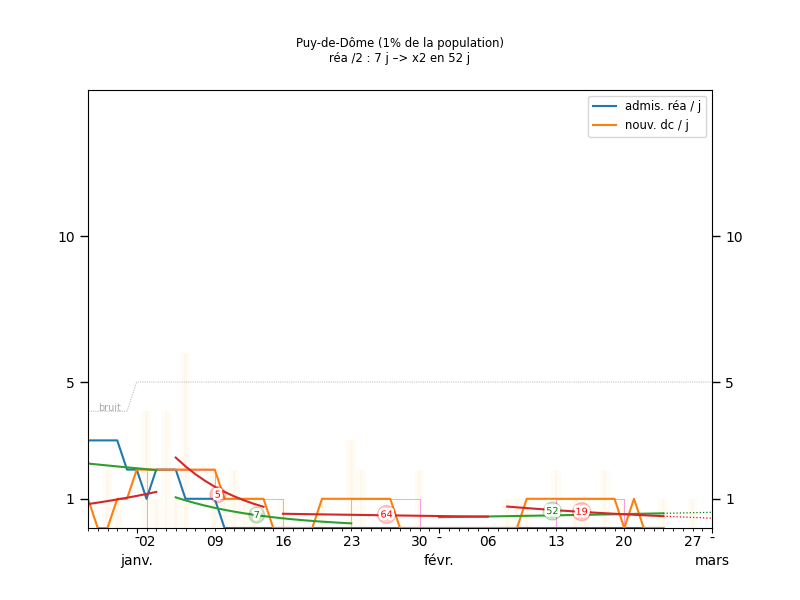 Puy-de-Dôme (1% de la population)
réa /2 : 7 j –> x2 en 52 j
admis. réa / j
nouv. dc / j
10 10
5 5
bruit
5
7 64 52 19
1 1
02 09 16 23 30 06 13 20 27
janv. févr. mars